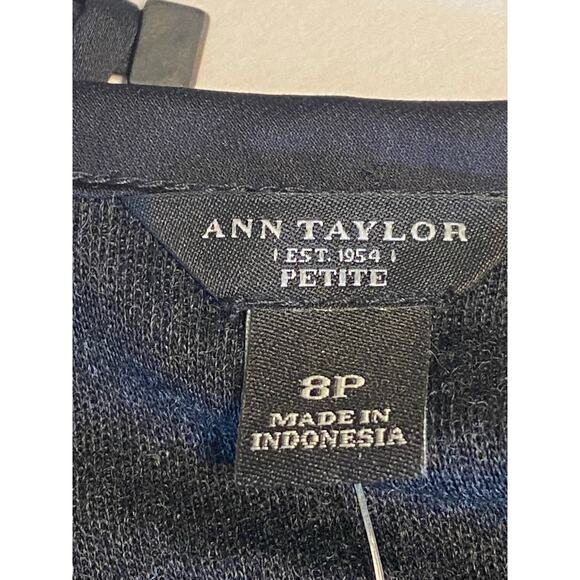 ANN TAYLOR
EST. 1954
PETITE
8P
MADE IN
INDONESIA